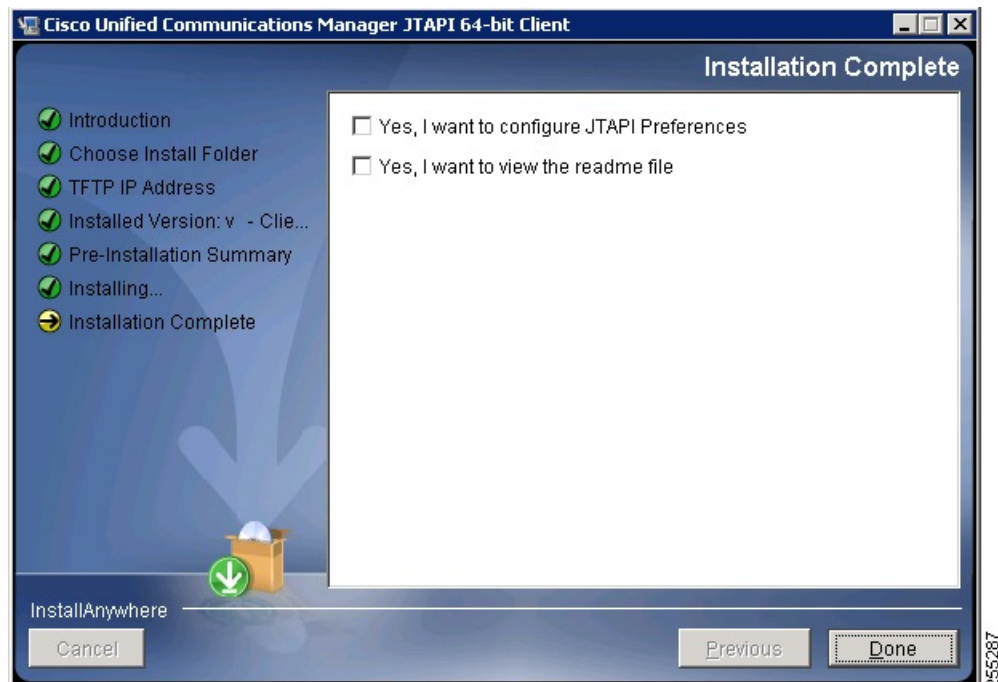 Cisco Unified Communications Manager JTAPI 64-bit Client
Installation Complete
Introduction
Choose Install Folder
TFTP IP Address
Installed Version: v - Clie...
Pre-Installation Summary
Installing...
Installation Complete
Yes, I want to configure JTAPI Preferences
Yes, I want to view the readme file
InstallAnywhere
Cancel
Previous
Done
255287